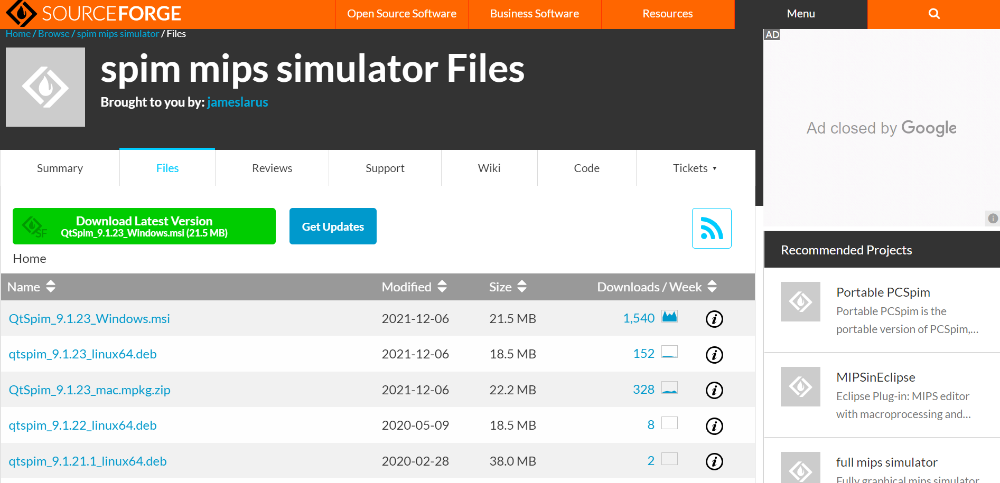 SOURCEFORGE
Open Source Software
Business Software
Resources
Menu
Home / Browse / spim mips simulator / Files
AD
spim mips simulator Files
Brought to you by: jameslarus
Ad closed by Google
Summary
Files
Reviews
Support
Wiki
Code
Tickets ▾
SF
Download Latest Version
QtSpim_9.1.23_Windows.msi (21.5 MB)
Get Updates
Home
Name Modified Size Downloads / Week
QtSpim_9.1.23_Windows.msi 2021-12-06 21.5 MB 1,540 i
qtspim_9.1.23_linux64.deb 2021-12-06 18.5 MB 152 i
QtSpim_9.1.23_mac.mpkg.zip 2021-12-06 22.2 MB 328 i
qtspim_9.1.22_linux64.deb 2020-05-09 18.5 MB 8 i
qtspim_9.1.21.1_linux64.deb 2020-02-28 38.0 MB 2 i
Recommended Projects
Portable PCSpim
Portable PCSpim is the
portable version of PCSpim,...
MIPSinEclipse
Eclipse Plug-in: MIPS editor
with macroprocessing and...
full mips simulator
Fully graphical mips simulator